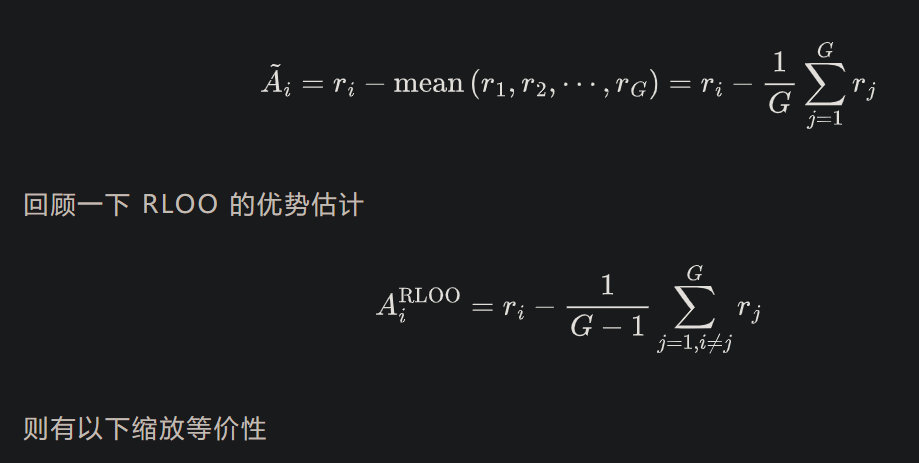 $\tilde{A}_i = r_i - \mathrm{mean}\,(r_1, r_2, \cdots, r_G) = r_i - \frac{1}{G} \sum_{j=1}^{G} r_j$
回顾一下 RLOO 的优势估计
$A_i^{\mathrm{RLOO}} = r_i - \frac{1}{G-1} \sum_{j=1, i \neq j}^{G} r_j$
则有以下缩放等价性